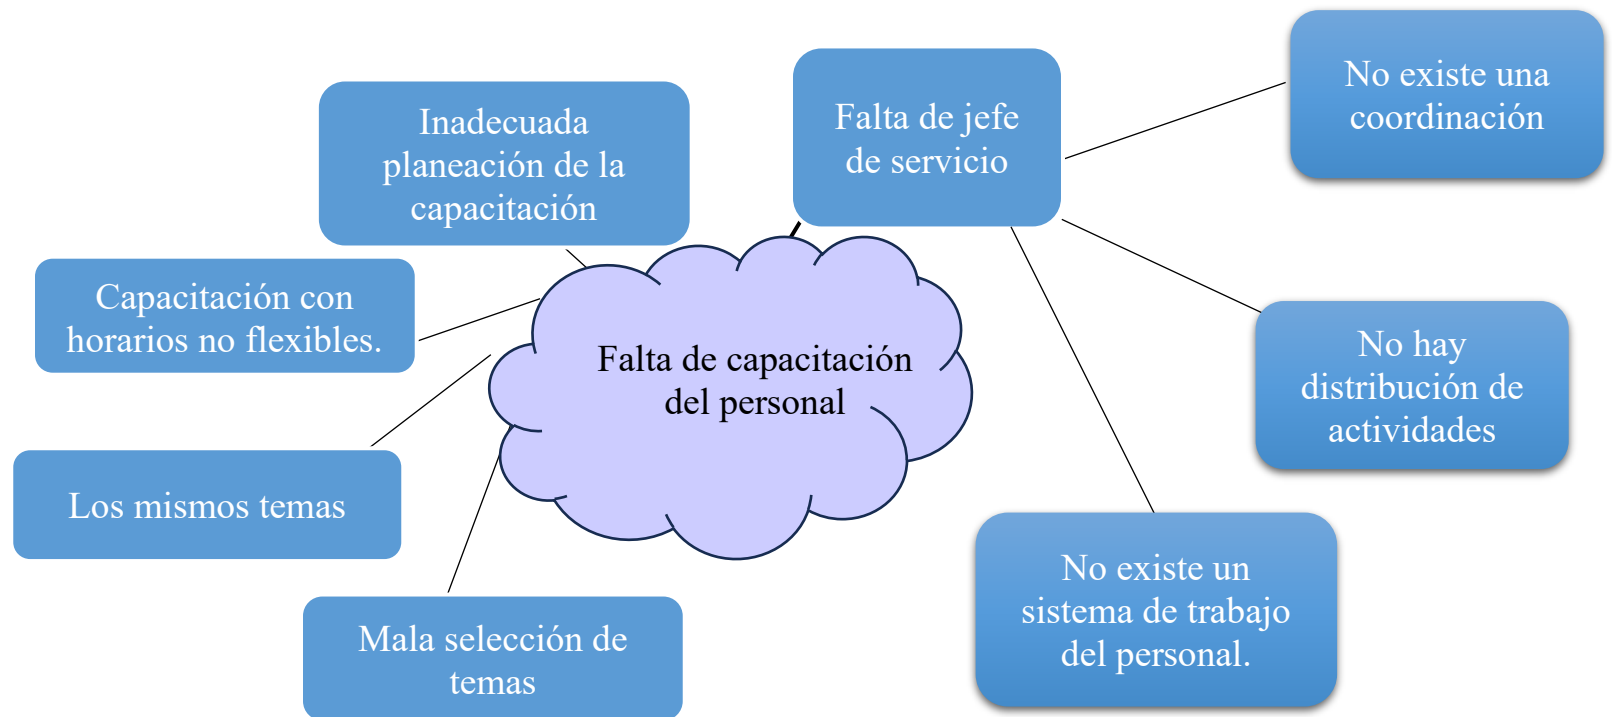 Inadecuada
planeación de la
capacitación
Falta de jefe
de servicio
No existe una
coordinación
Capacitación con
horarios no flexibles.
Falta de capacitación
del personal
No hay
distribución de
actividades
Los mismos temas
No existe un
sistema de trabajo
del personal.
Mala selección de
temas